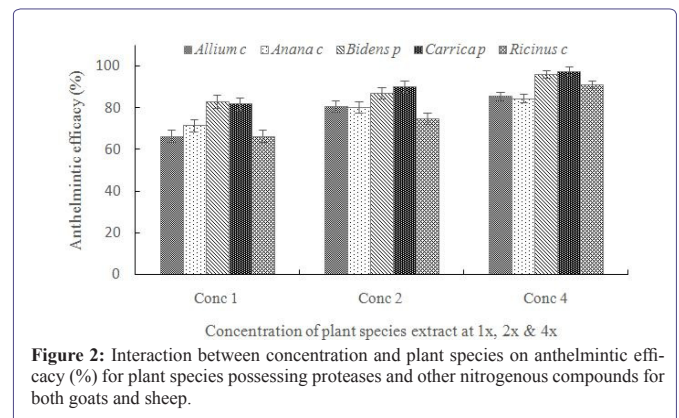 Allium c Anana c Bidens p Carrica p Ricinus c
Anthelmintic efficacy (%)
100
80
60
40
20
0
Conc 1 Conc 2 Conc 4
Concentration of plant species extract at 1x, 2x & 4x
Figure 2: Interaction between concentration and plant species on anthelmintic effi-
cacy (%) for plant species possessing proteases and other nitrogenous compounds for
both goats and sheep.